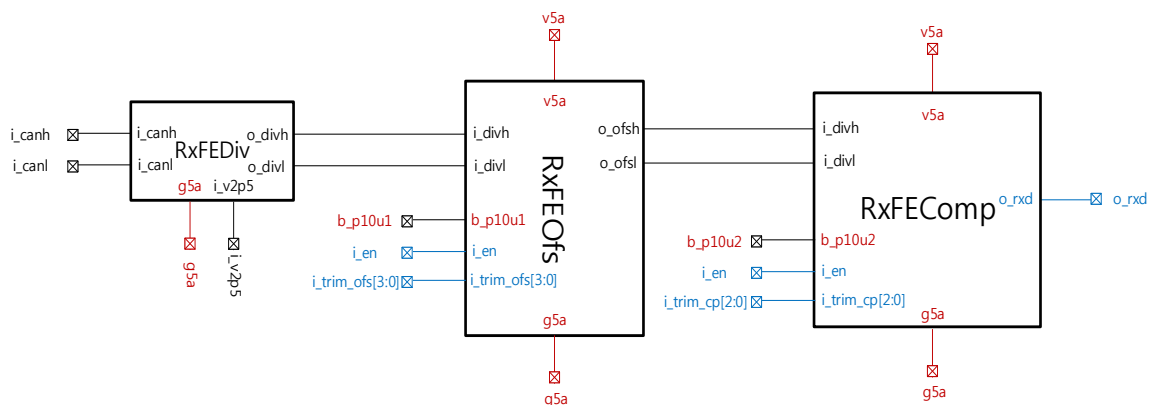 v5a
v5a
v5a
v5a
i_canh
i_canh
o_divh
i_canl
i_canl
o_divl
RxFEDiv
g5a
i_v2p5
g5a
i_v2p5
i_divh
o_ofsh
i_divl
o_ofsl
RxFEOfs
b_p10u1
b_p10u1
i_en
i_en
i_trim_ofs[3:0]
i_trim_ofs[3:0]
g5a
g5a
i_divh
i_divl
RxFEComp
o_rxd
o_rxd
b_p10u2
b_p10u2
i_en
i_en
i_trim_cp[2:0]
i_trim_cp[2:0]
g5a
g5a